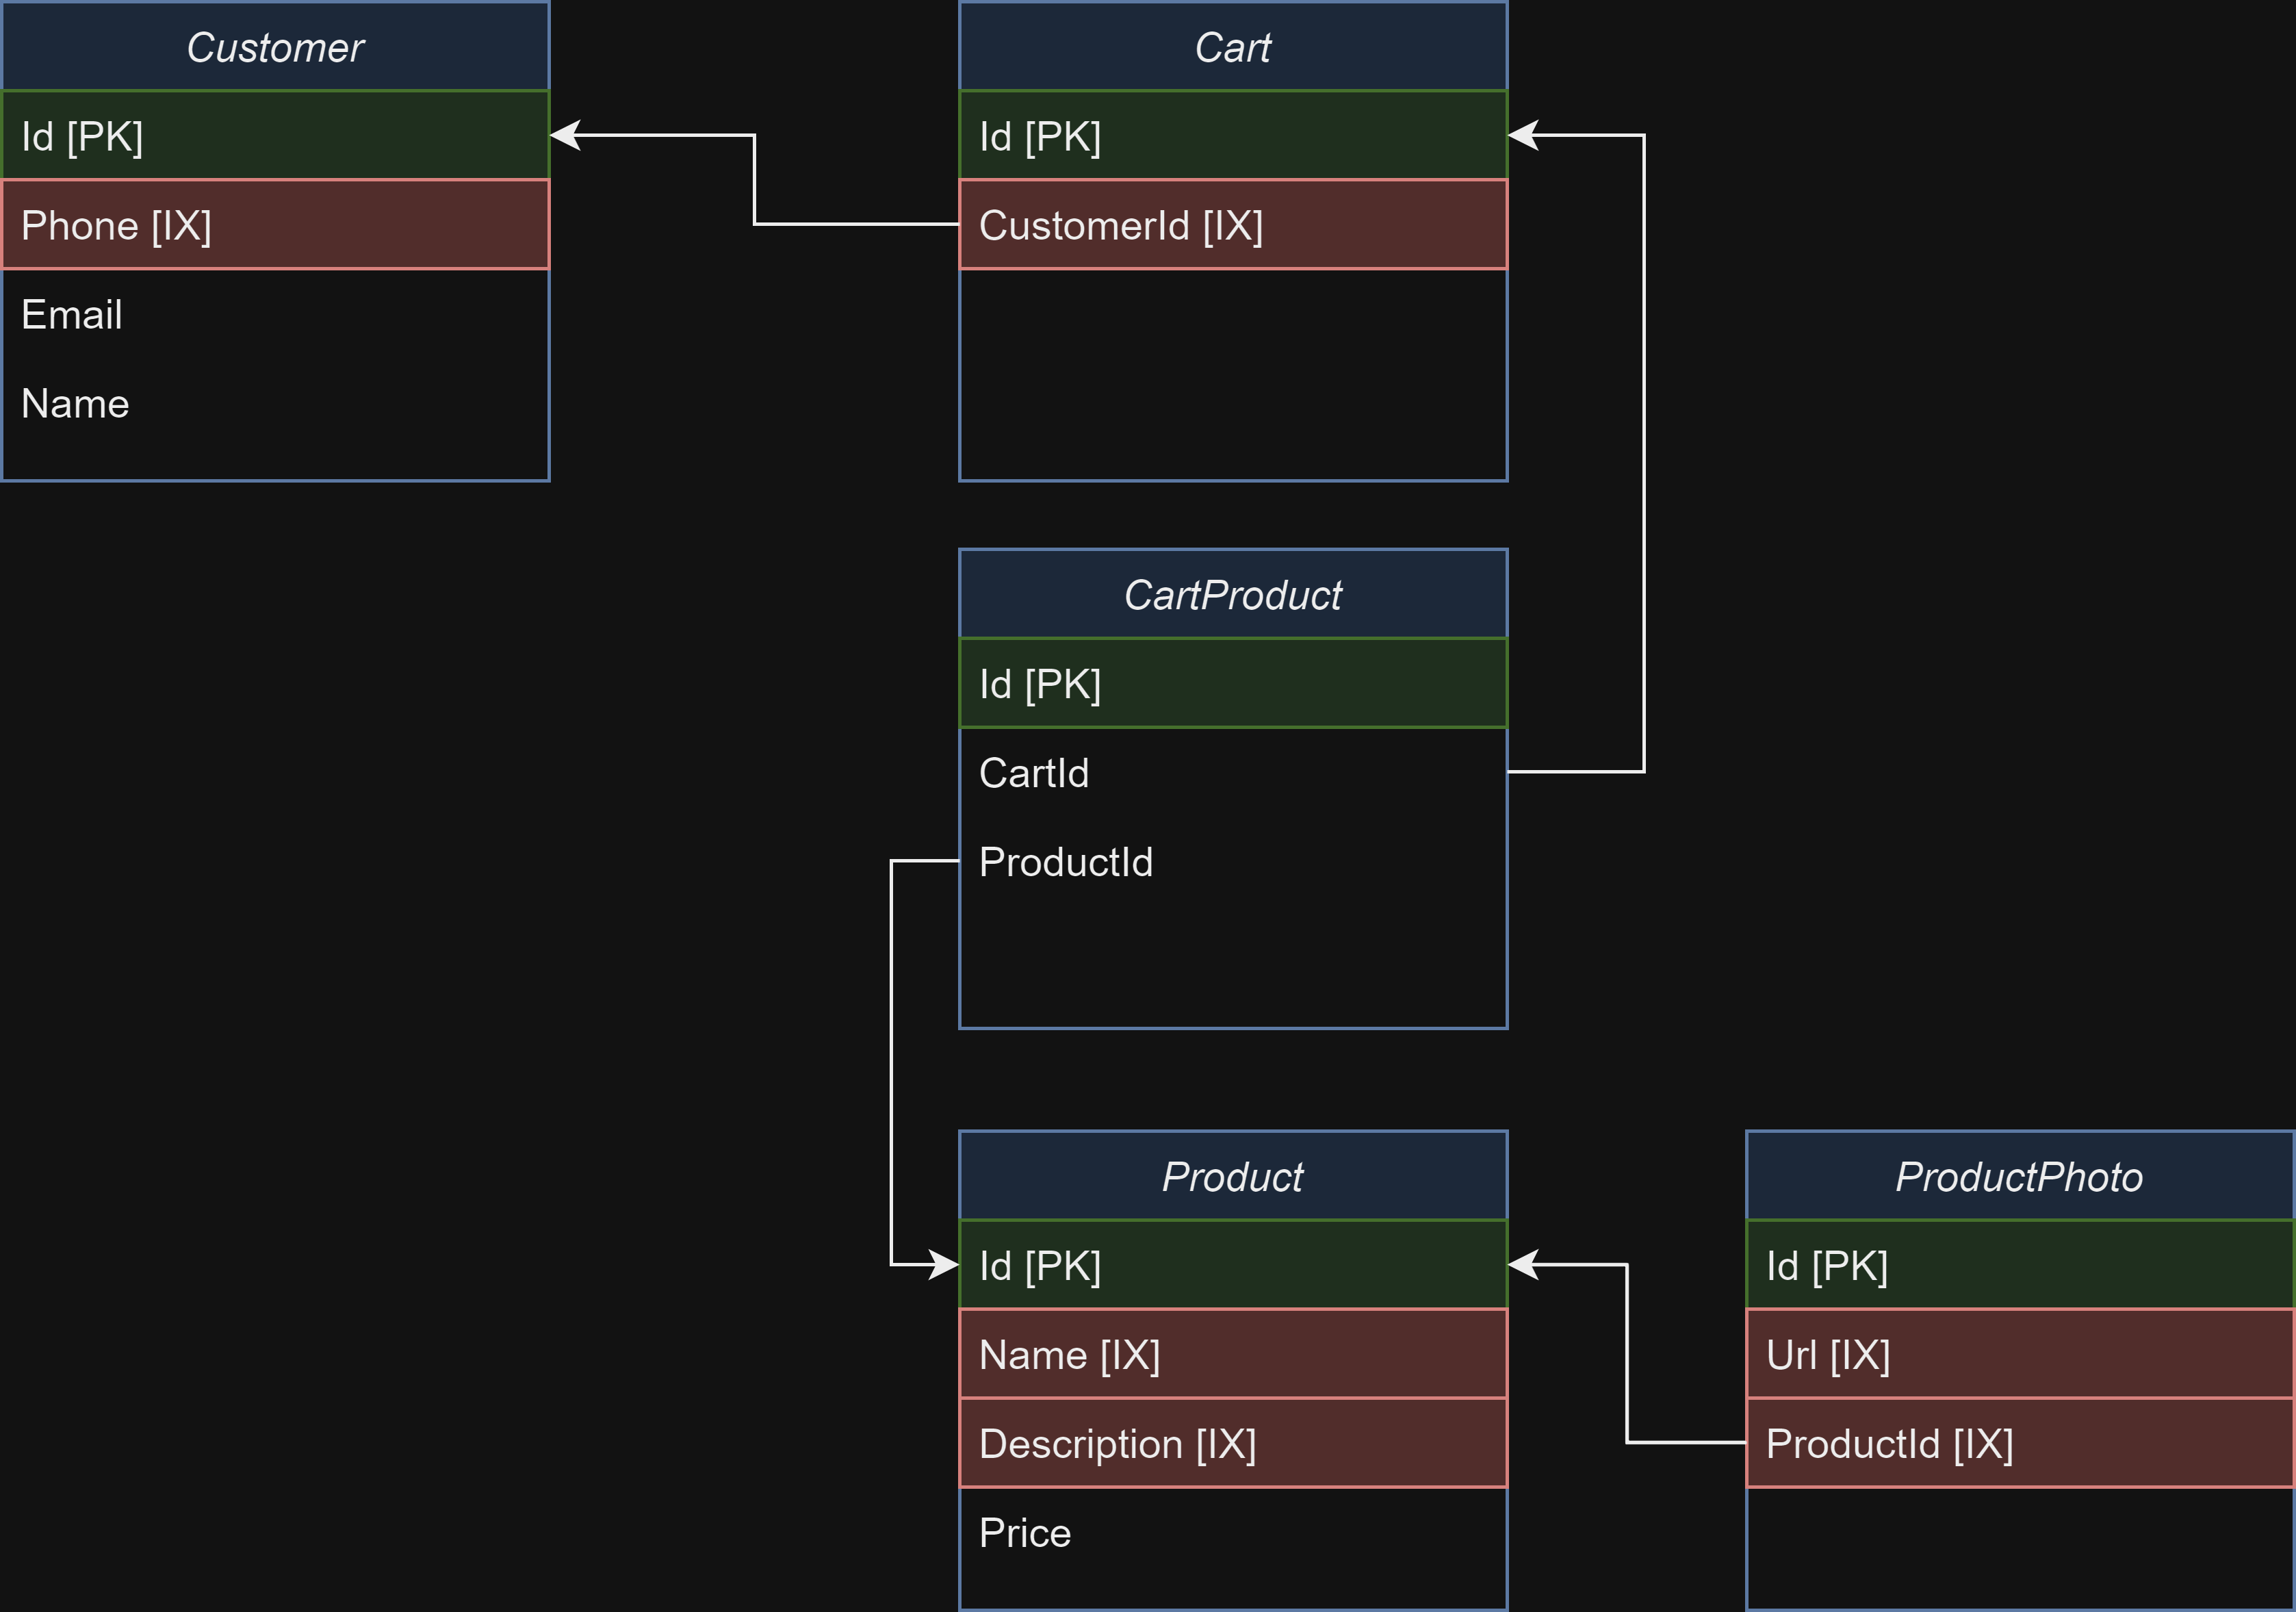 Customer
Id [PK]
Phone [IX]
Email
Name
Cart
Id [PK]
CustomerId [IX]
CartProduct
Id [PK]
CartId
ProductId
Product
Id [PK]
Name [IX]
Description [IX]
Price
ProductPhoto
Id [PK]
Url [IX]
ProductId [IX]